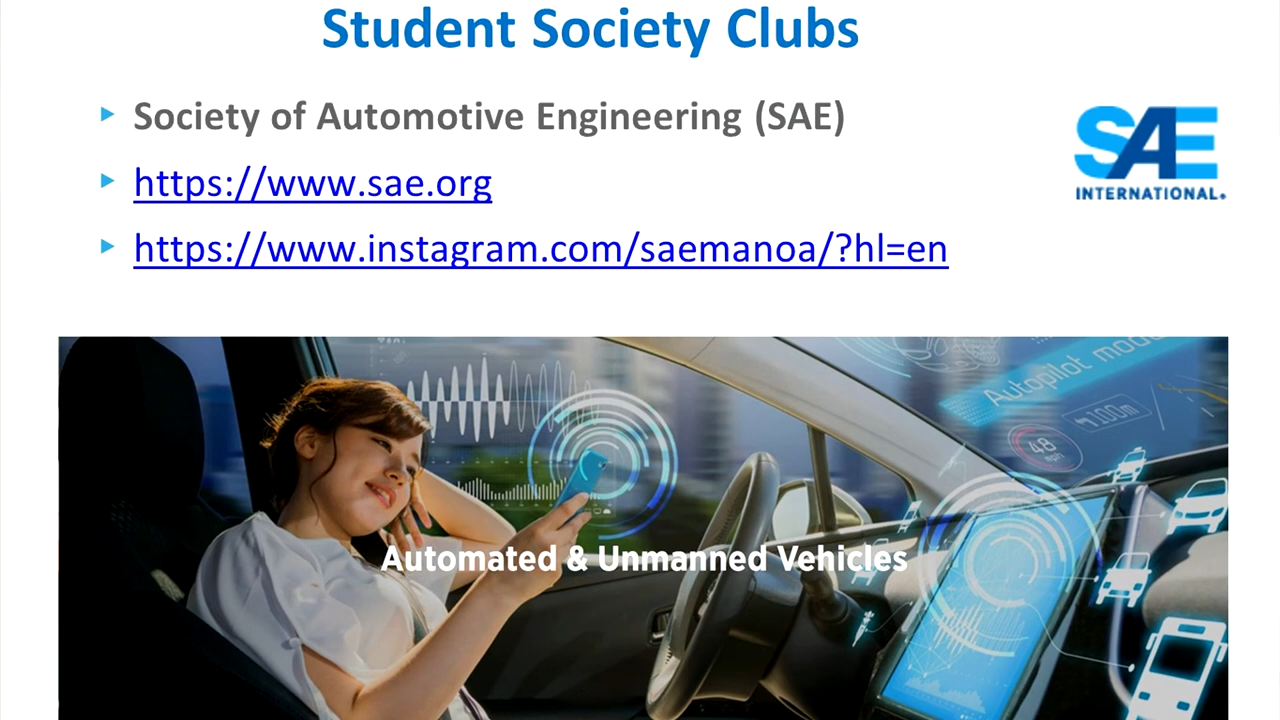 Student Society Clubs
Society of Automotive Engineering (SAE)
https://www.sae.org
https://www.instagram.com/saemanoa/?hl=en
SAE
INTERNATIONAL.
Autopilot mode
100m
48
Automated & Unmanned Vehicles